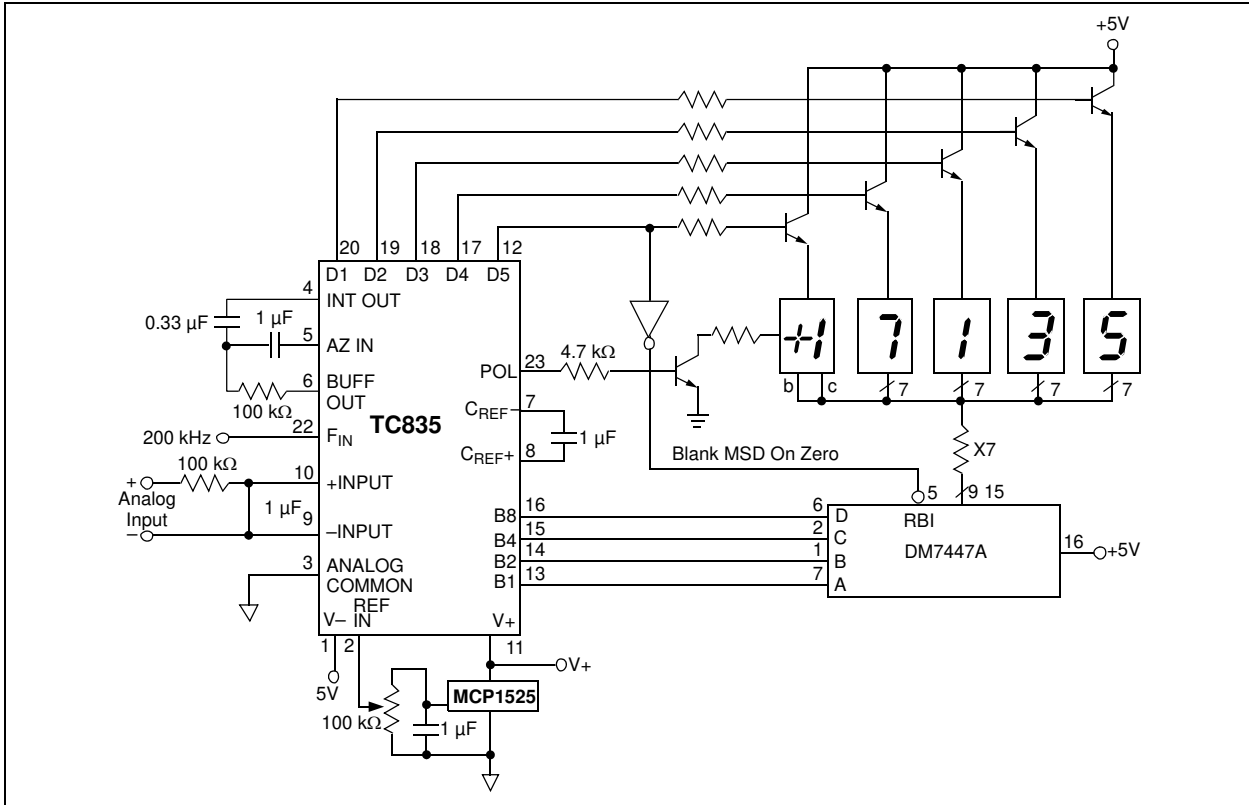 +5V
20 19 18 17 12
D1 D2 D3 D4 D5
4 INT OUT
0.33 µF
1 µF
5 AZ IN
6 BUFF
OUT
100 kΩ
TC835
22 FIN
200 kHz
100 kΩ
+ Analog
Input
–
10 +INPUT
1 µF
9 –INPUT
3 ANALOG
COMMON
REF
IN
V–
V+
1 2 11
5V
V+
MCP1525
100 kΩ
1 µF
POL 23
4.7 kΩ
CREF– 7
1 µF
CREF+ 8
B8 16
B4 15
B2 14
B1 13
+1 7 1 3 5
b c 7 7 7 7
X7
Blank MSD On Zero
5 9 15
6 D
2 C
1 B
7 A
RBI
DM7447A
16 +5V